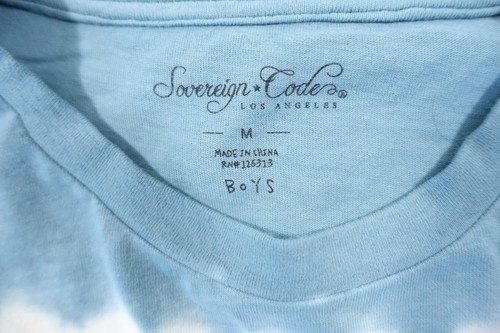 Sovereign★Code®
LOS ANGELES
— M —
MADE IN CHINA
RN#126313
BOYS